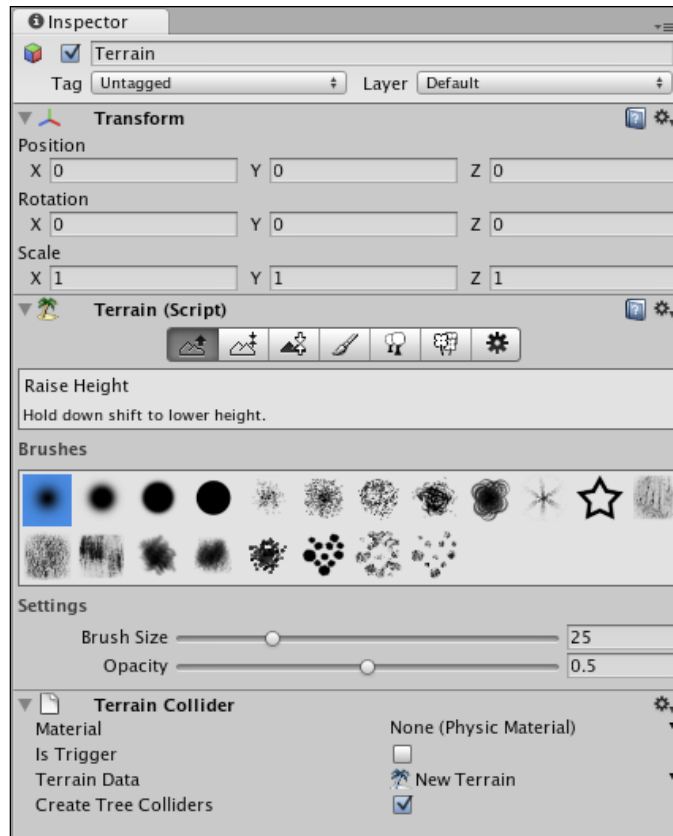 Inspector
Terrain
Tag Untagged Layer Default
Transform
Position
X 0 Y 0 Z 0
Rotation
X 0 Y 0 Z 0
Scale
X 1 Y 1 Z 1
Terrain (Script)
Raise Height
Hold down shift to lower height.
Brushes
Settings
Brush Size 25
Opacity 0.5
Terrain Collider
Material None (Physic Material)
Is Trigger
Terrain Data New Terrain
Create Tree Colliders